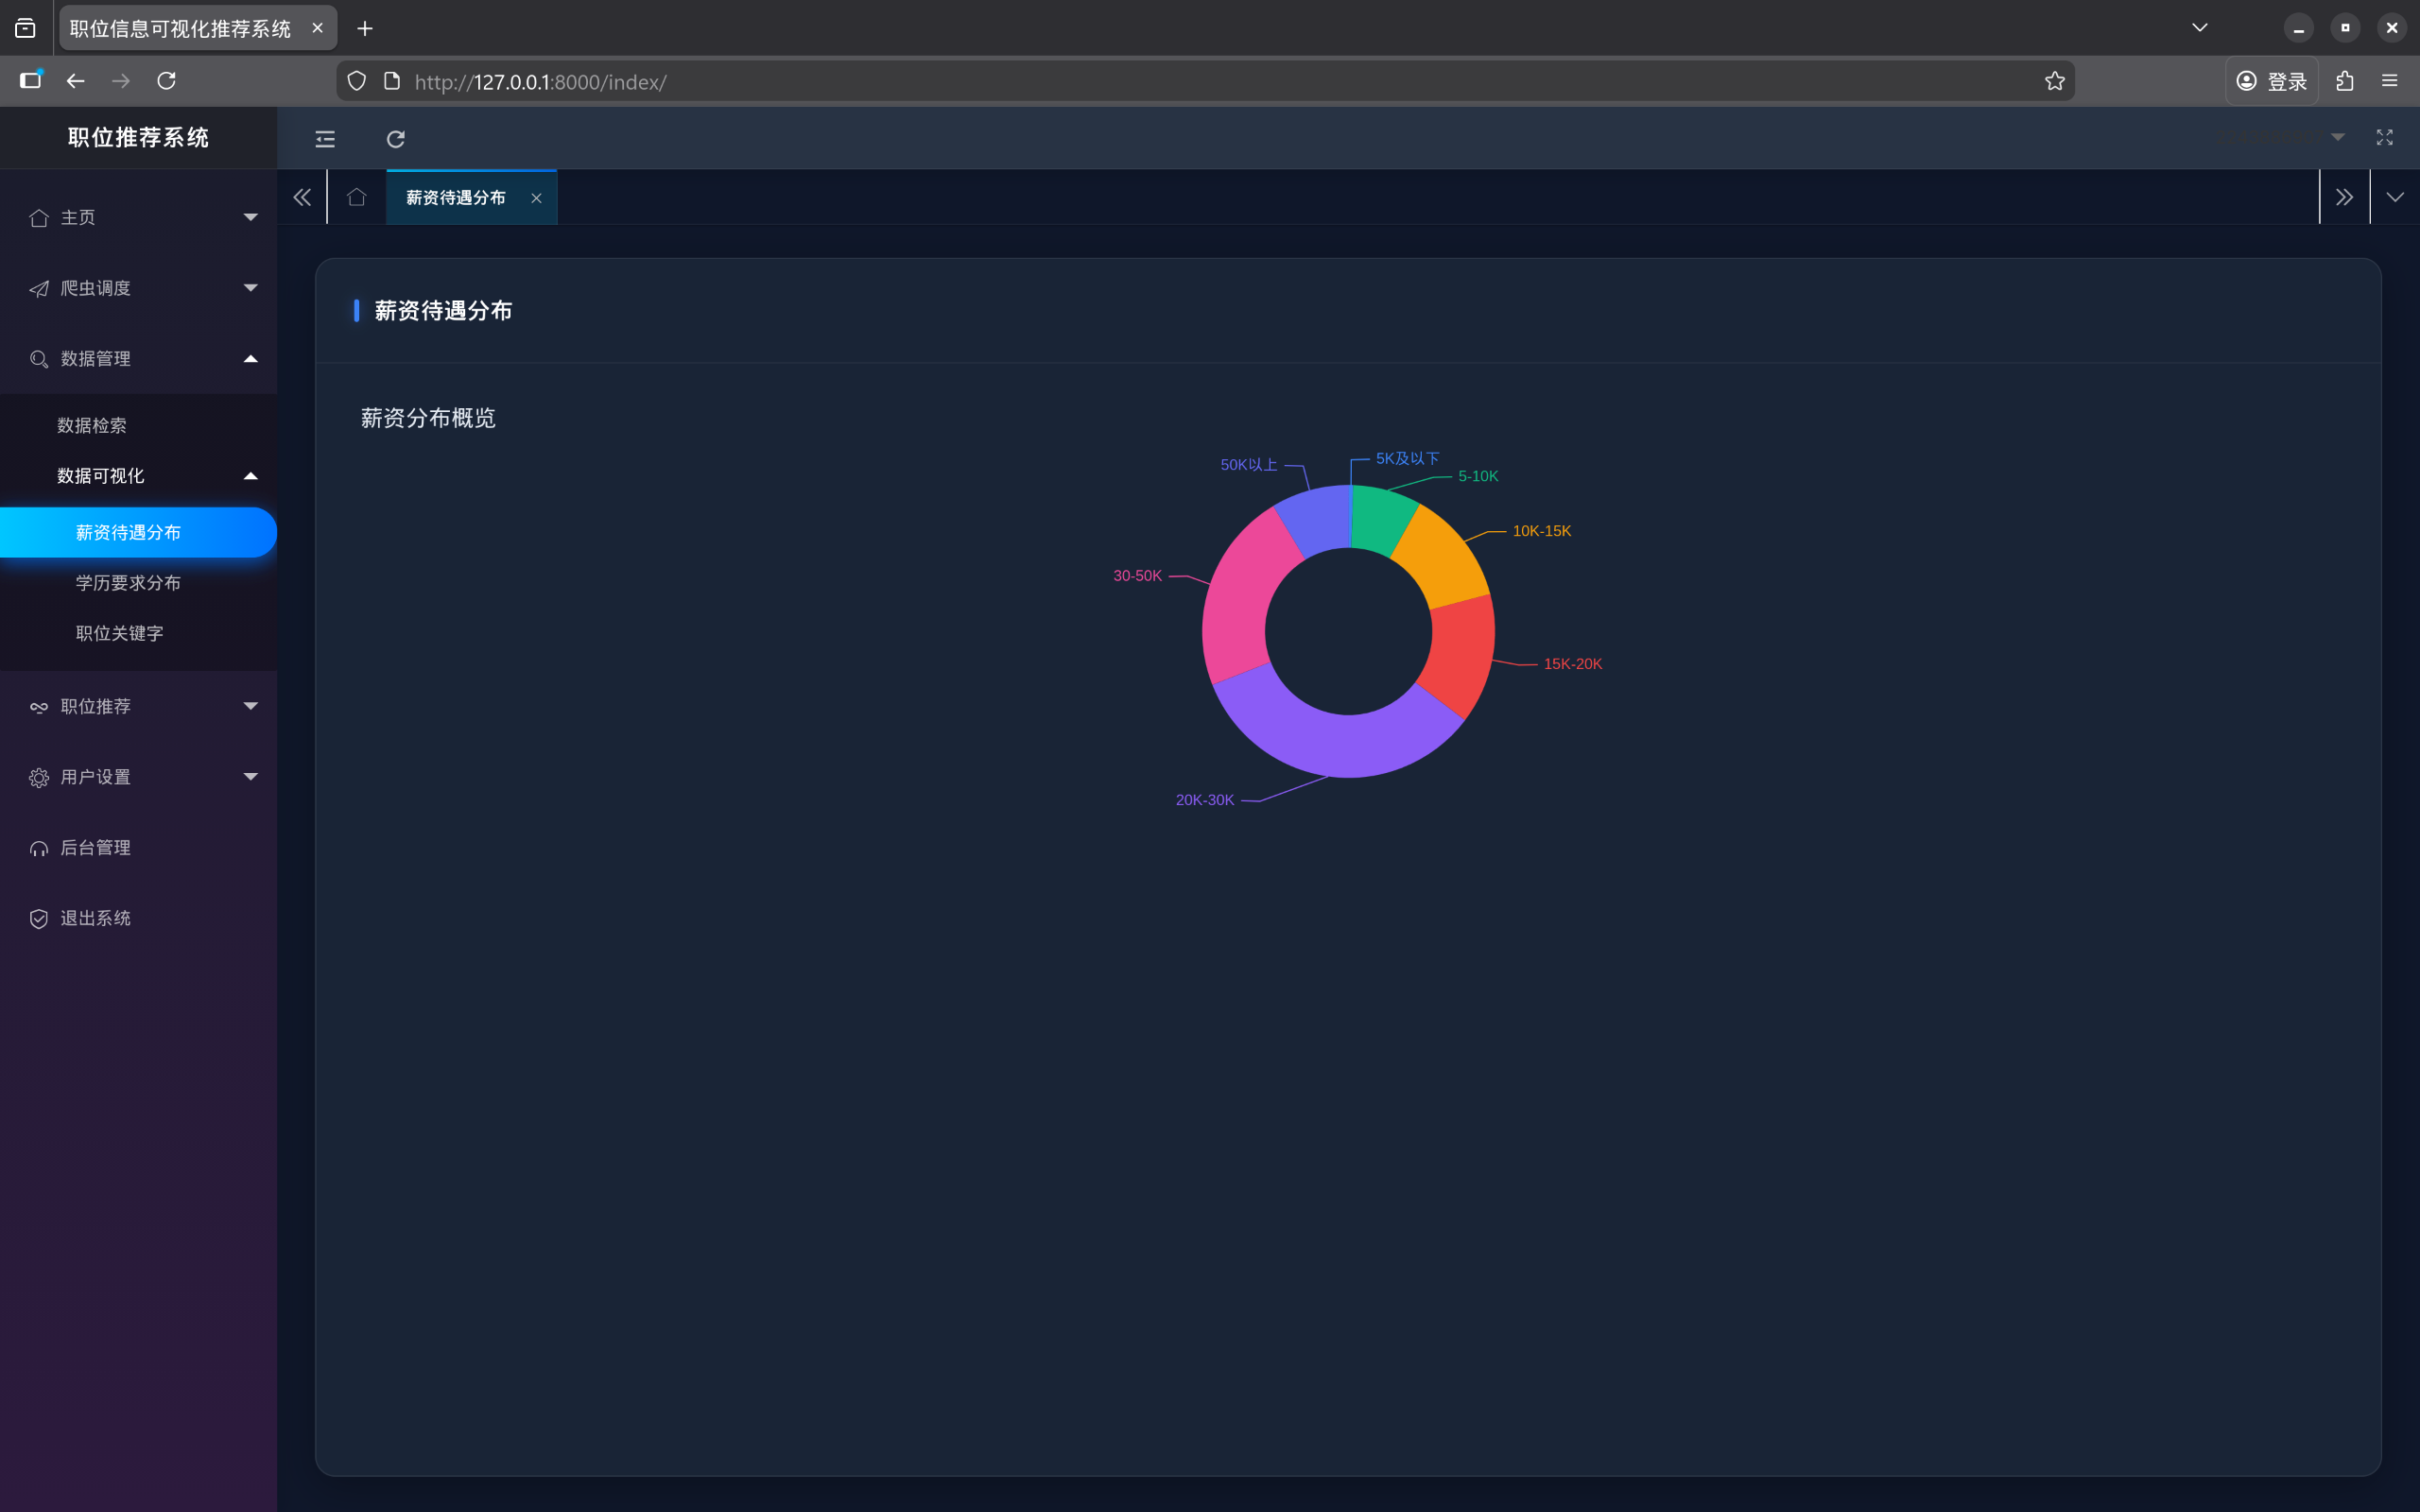 职位信息可视化推荐系统
http://127.0.0.1:8000/index/
登录
职位推荐系统
主页
爬虫调度
数据管理
数据检索
数据可视化
薪资待遇分布
学历要求分布
职位关键字
职位推荐
用户设置
后台管理
退出系统
薪资待遇分布
薪资待遇分布
薪资分布概览
50K以上
5K及以下
5-10K
10K-15K
30-50K
15K-20K
20K-30K